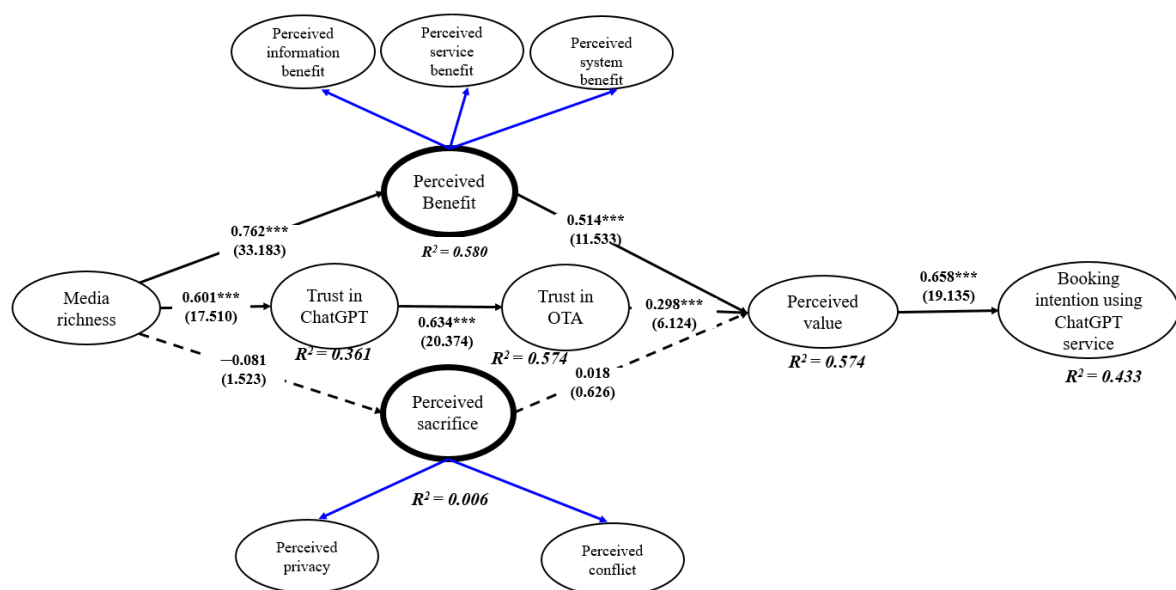 Perceived
information
benefit
Perceived
service
benefit
Perceived
system
benefit
Perceived
Benefit
0.762***
(33.183)
0.514***
(11.533)
R² = 0.580
Media
richness
0.601***
(17.510)
Trust in
ChatGPT
0.634***
(20.374)
Trust in
OTA
0.298***
(6.124)
Perceived
value
0.658***
(19.135)
Booking
intention using
ChatGPT
service
R² = 0.361
R² = 0.574
R² = 0.574
R² = 0.433
—0.081
(1.523)
0.018
(0.626)
Perceived
sacrifice
R² = 0.006
Perceived
privacy
Perceived
conflict